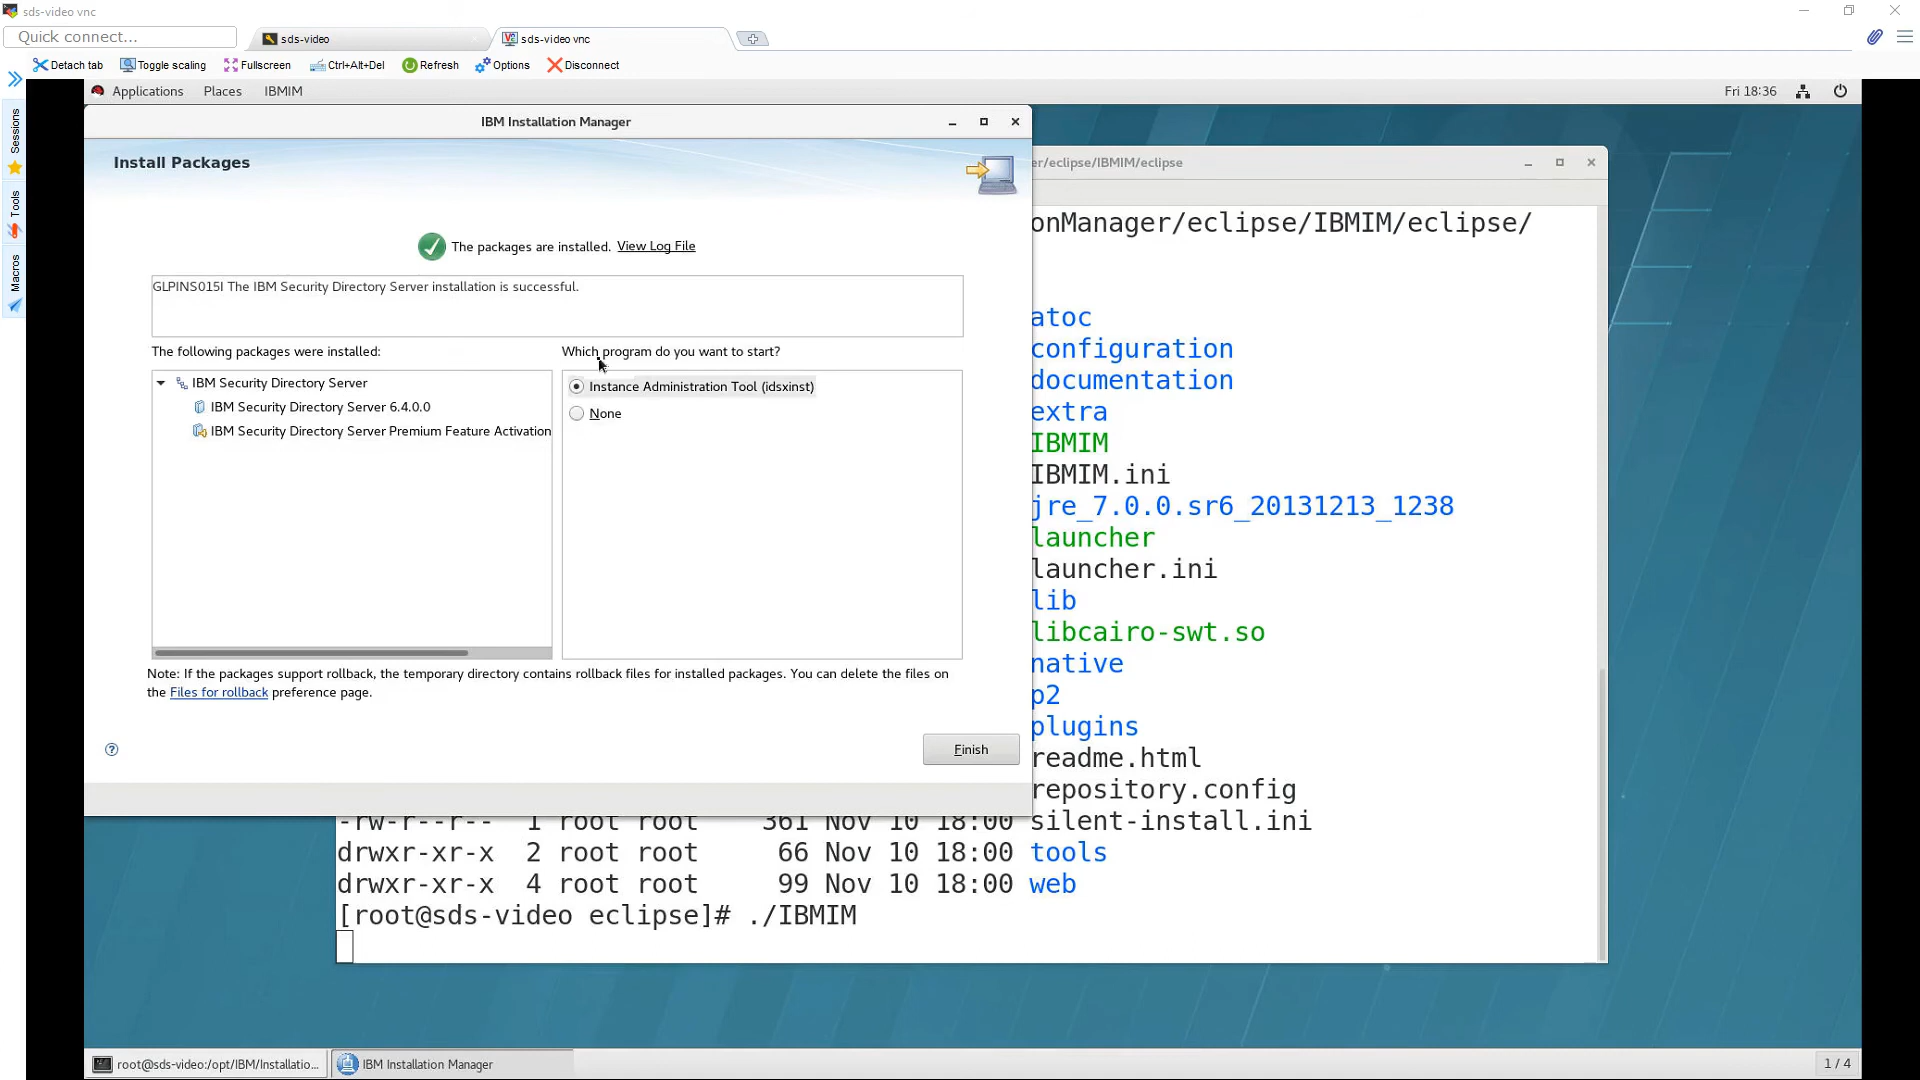 sds-video vnc
Quick connect...
sds-video
sds-video vnc
Detach tab
Toggle scaling
Fullscreen
Ctrl+Alt+Del
Refresh
Options
Disconnect
Sessions
Tools
Macros
Applications
Places
IBMIM
Fri 18:36
IBM Installation Manager
Install Packages
The packages are installed. View Log File
GLPINS015I The IBM Security Directory Server installation is successful.
The following packages were installed:
IBM Security Directory Server
IBM Security Directory Server 6.4.0.0
IBM Security Directory Server Premium Feature Activation
Which program do you want to start?
Instance Administration Tool (idsxinst)
None
Note: If the packages support rollback, the temporary directory contains rollback files for installed packages. You can delete the files on
the Files for rollback preference page.
Finish
er/eclipse/IBMIM/eclipse
onManager/eclipse/IBMIM/eclipse/
atoc
configuration
documentation
extra
IBMIM
IBMIM.ini
jre_7.0.0.sr6_20131213_1238
launcher
launcher.ini
lib
libcairo-swt.so
native
p2
plugins
readme.html
repository.config
-rw-r--r-- 1 root root 361 Nov 10 18:00 silent-install.ini
drwxr-xr-x 2 root root 66 Nov 10 18:00 tools
drwxr-xr-x 4 root root 99 Nov 10 18:00 web
[root@sds-video eclipse]# ./IBMIM
root@sds-video:/opt/IBM/Installatio...
IBM Installation Manager
1 / 4